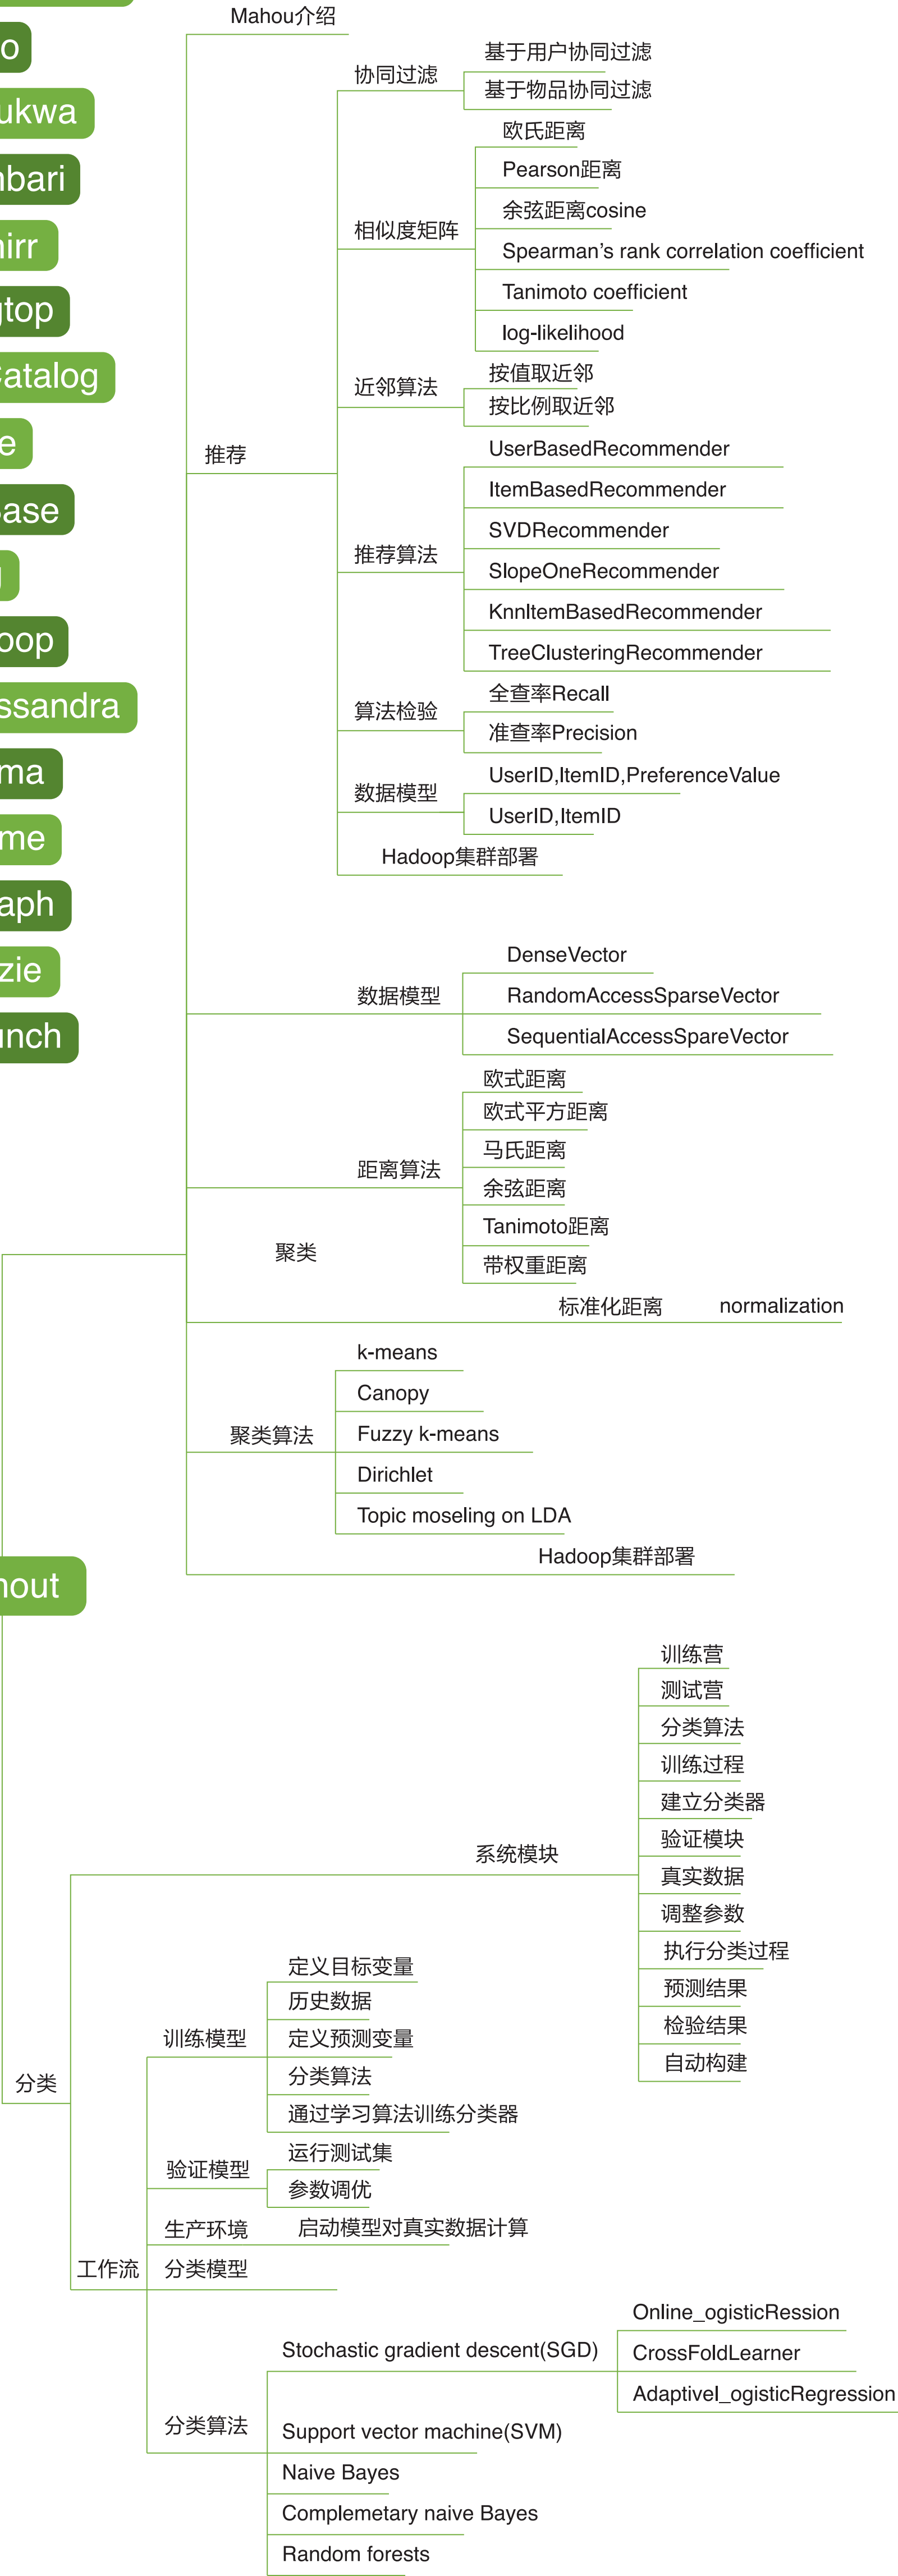 o
ukwa
nbari
irr
gtop
Catalog
e
Base
g
oop
ssandra
ma
me
aph
zie
unch
hout
Mahou介绍
推荐
协同过滤
基于用户协同过滤
基于物品协同过滤
相似度矩阵
欧氏距离
Pearson距离
余弦距离cosine
Spearman’s rank correlation coefficient
Tanimoto coefficient
log-likelihood
近邻算法
按值取近邻
按比例取近邻
推荐算法
UserBasedRecommender
ItemBasedRecommender
SVDRecommender
SlopeOneRecommender
KnnItemBasedRecommender
TreeClusteringRecommender
算法检验
全查率Recall
准查率Precision
数据模型
UserID,ItemID,PreferenceValue
UserID,ItemID
Hadoop集群部署
数据模型
DenseVector
RandomAccessSparseVector
SequentialAccessSpareVector
距离算法
欧式距离
欧式平方距离
马氏距离
余弦距离
Tanimoto距离
带权重距离
聚类
标准化距离 normalization
聚类算法
k-means
Canopy
Fuzzy k-means
Dirichlet
Topic moseling on LDA
Hadoop集群部署
分类
系统模块
训练营
测试营
分类算法
训练过程
建立分类器
验证模块
真实数据
调整参数
执行分类过程
预测结果
检验结果
自动构建
工作流
训练模型
定义目标变量
历史数据
定义预测变量
分类算法
通过学习算法训练分类器
验证模型
运行测试集
参数调优
生产环境
启动模型对真实数据计算
分类模型
分类算法
Stochastic gradient descent(SGD)
Online_ogisticRession
CrossFoldLearner
Adaptivel_ogisticRegression
Support vector machine(SVM)
Naive Bayes
Complemetary naive Bayes
Random forests